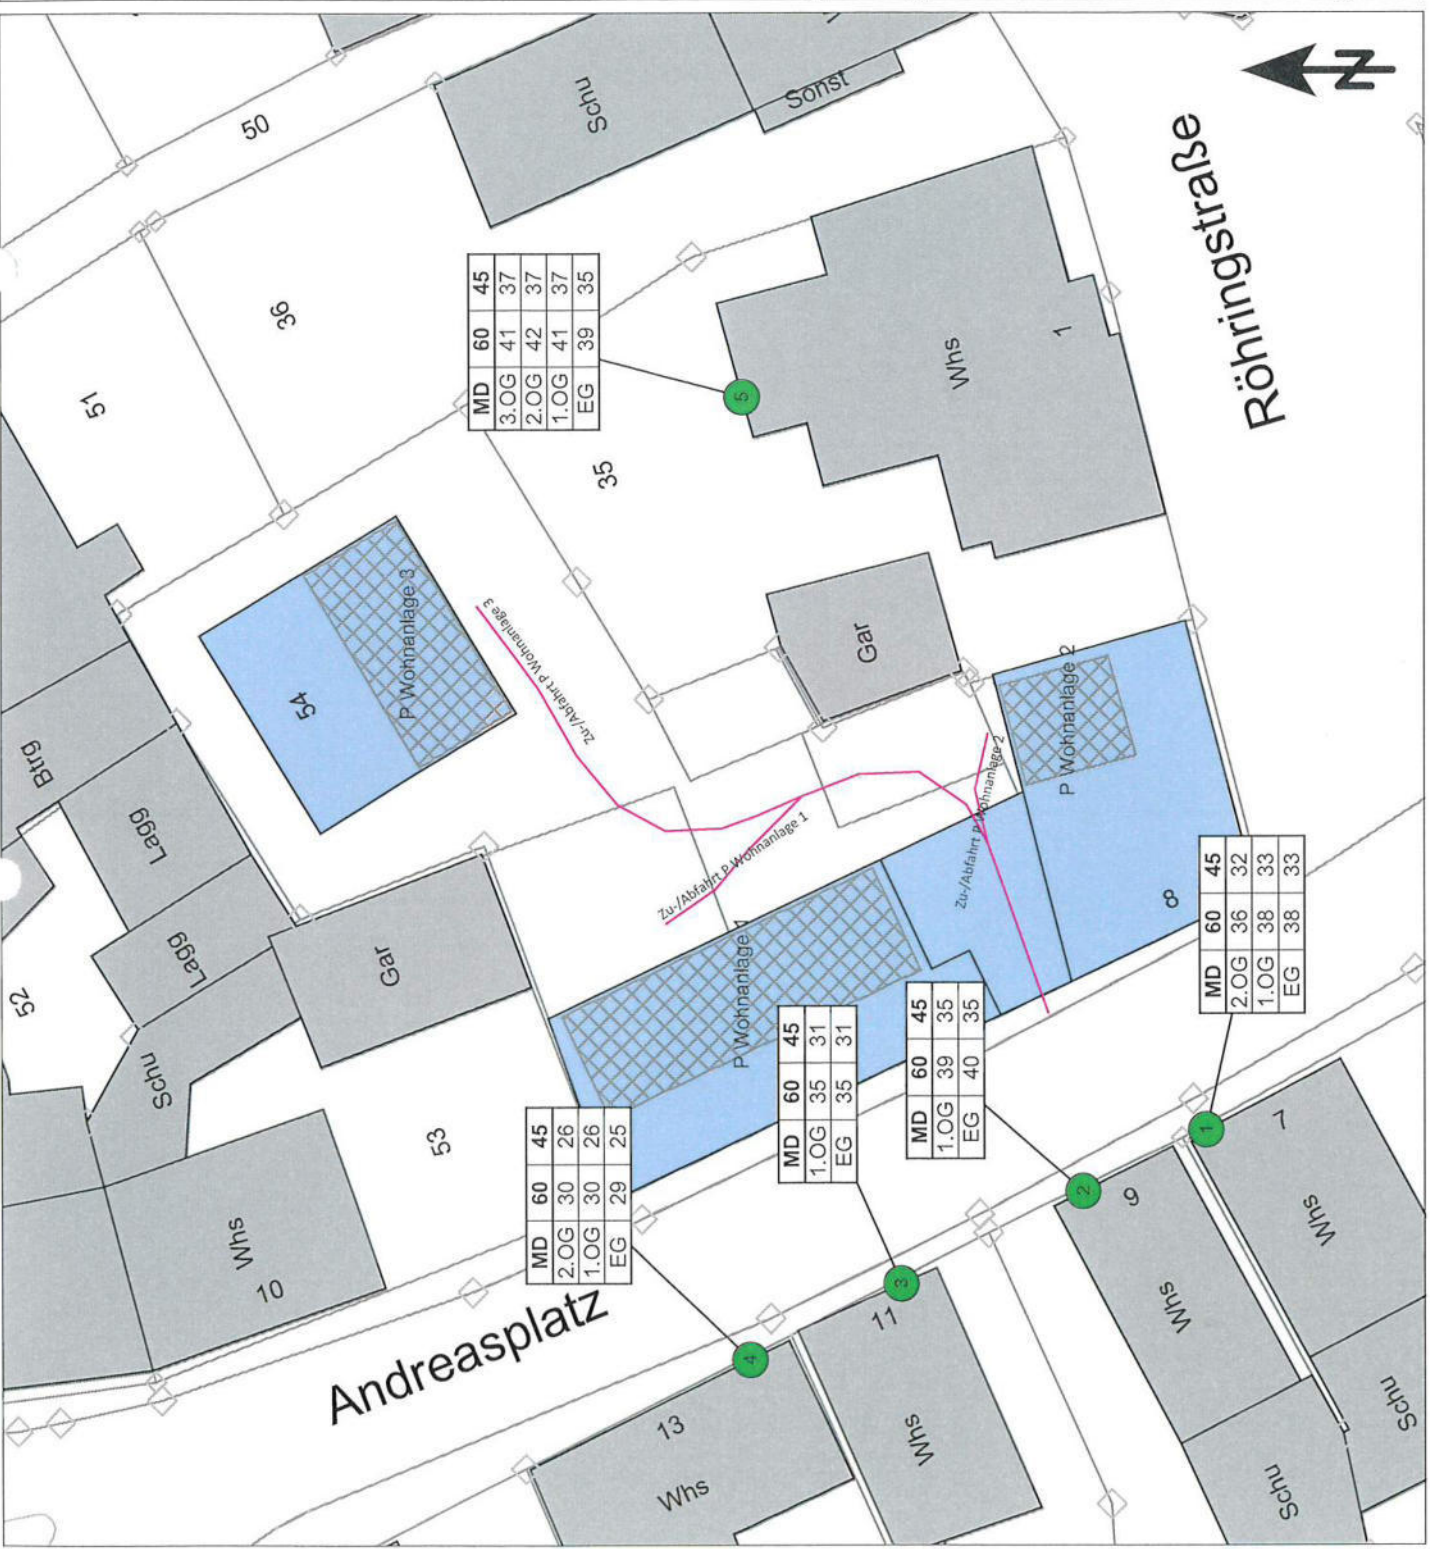 50
Schu
Sonst
N
Röhringstraße
36
51
MD 60 45
3.OG 41 37
2.OG 42 37
1.OG 41 37
EG 39 35
5
Whs
1
35
Gar
P Wohnanlage 3
54
Zu-/Abfahrt P Wohnanlage 3
Btrg
Lagg
Lagg
52
Schu
Gar
Zu-/Abfahrt P Wohnanlage 1
Zu-/Abfahrt P Wohnanlage 2
P Wohnanlage 2
8
P Wohnanlage 1
53
Whs
10
MD 60 45
2.OG 30 26
1.OG 30 26
EG 29 25
MD 60 45
1.OG 35 31
EG 35 31
MD 60 45
1.OG 39 35
EG 40 35
MD 60 45
2.OG 36 32
1.OG 38 33
EG 38 33
Andreasplatz
4
3
2
1
13
Whs
11
Whs
9
Whs
7
Whs
Schu
Schu